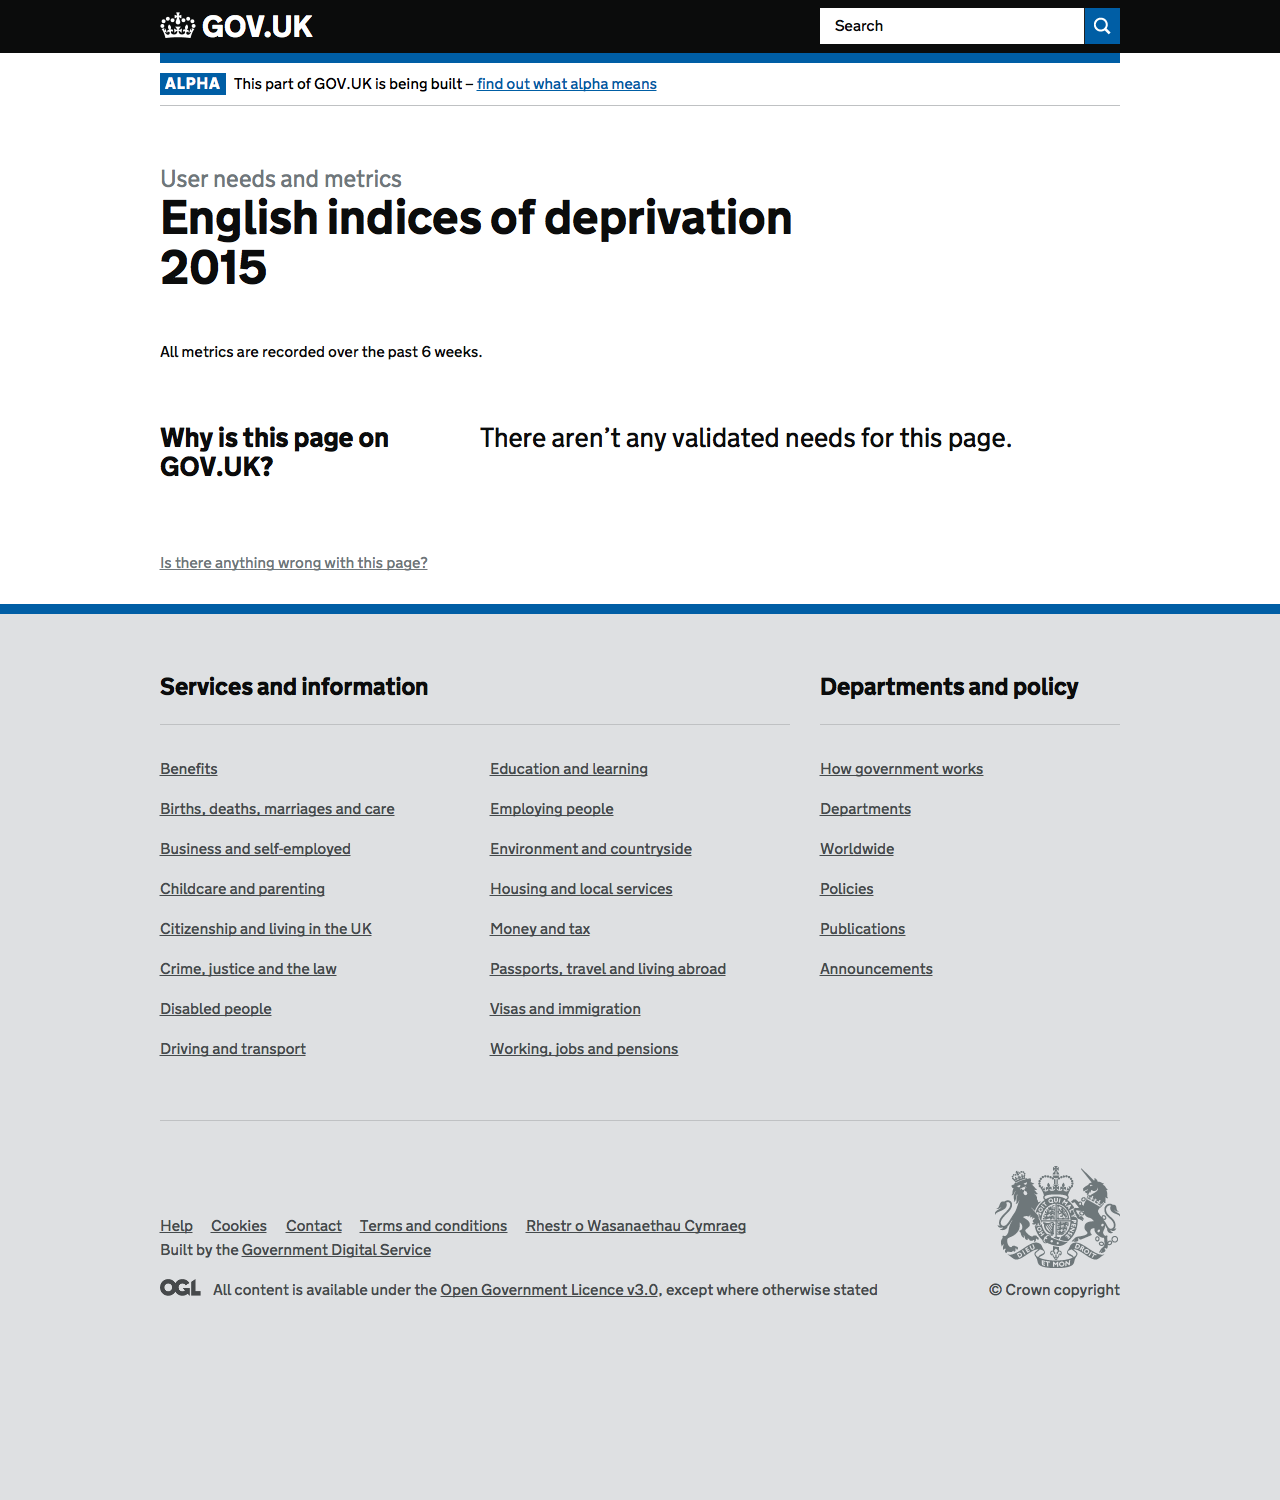 GOV.UK
Search
ALPHA This part of GOV.UK is being built – find out what alpha means
User needs and metrics
English indices of deprivation
2015
All metrics are recorded over the past 6 weeks.
Why is this page on
GOV.UK?
There aren’t any validated needs for this page.
Is there anything wrong with this page?
Services and information
Benefits
Births, deaths, marriages and care
Business and self-employed
Childcare and parenting
Citizenship and living in the UK
Crime, justice and the law
Disabled people
Driving and transport
Education and learning
Employing people
Environment and countryside
Housing and local services
Money and tax
Passports, travel and living abroad
Visas and immigration
Working, jobs and pensions
Departments and policy
How government works
Departments
Worldwide
Policies
Publications
Announcements
Help Cookies Contact Terms and conditions Rhestr o Wasanaethau Cymraeg
Built by the Government Digital Service
OGL All content is available under the Open Government Licence v3.0, except where otherwise stated
DIEU ET MON DROIT
© Crown copyright